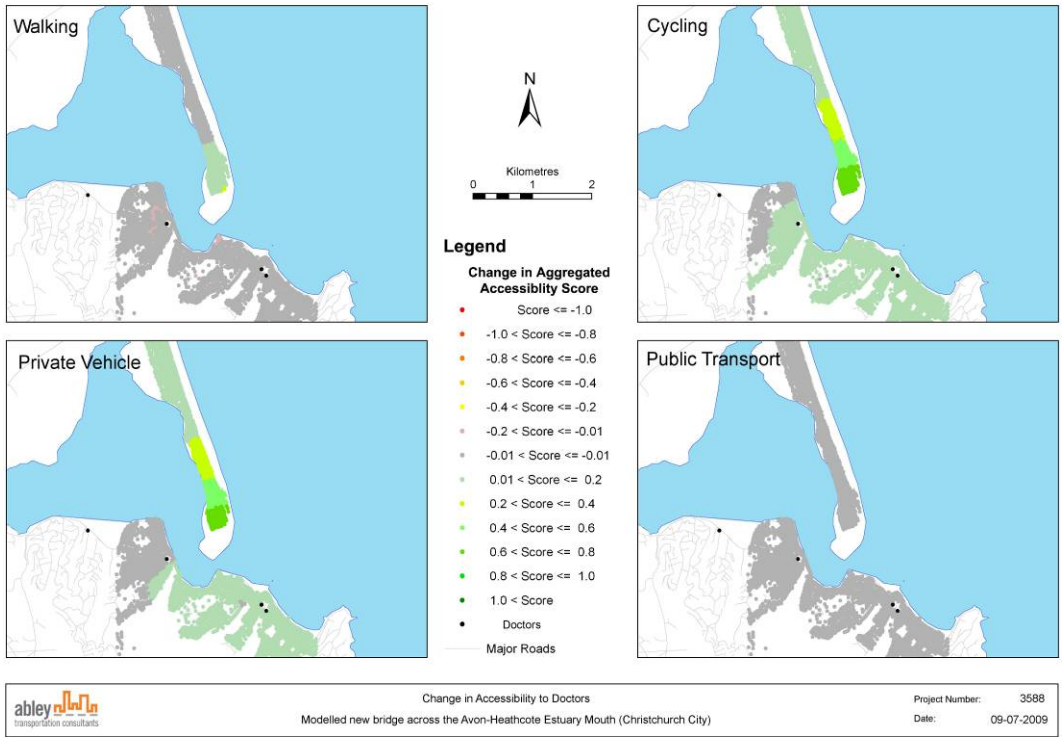 Walking
Cycling
N
Kilometres
0 1 2
Legend
Change in Aggregated
Accessiblity Score
Score <= -1.0
-1.0 < Score <= -0.8
-0.8 < Score <= -0.6
-0.6 < Score <= -0.4
-0.4 < Score <= -0.2
-0.2 < Score <= -0.01
-0.01 < Score <= -0.01
0.01 < Score <= 0.2
0.2 < Score <= 0.4
0.4 < Score <= 0.6
0.6 < Score <= 0.8
0.8 < Score <= 1.0
1.0 < Score
Doctors
Major Roads
Private Vehicle
Public Transport
abley
transportation consultants
Change in Accessibility to Doctors
Modelled new bridge across the Avon-Heathcote Estuary Mouth (Christchurch City)
Project Number: 3588
Date: 09-07-2009